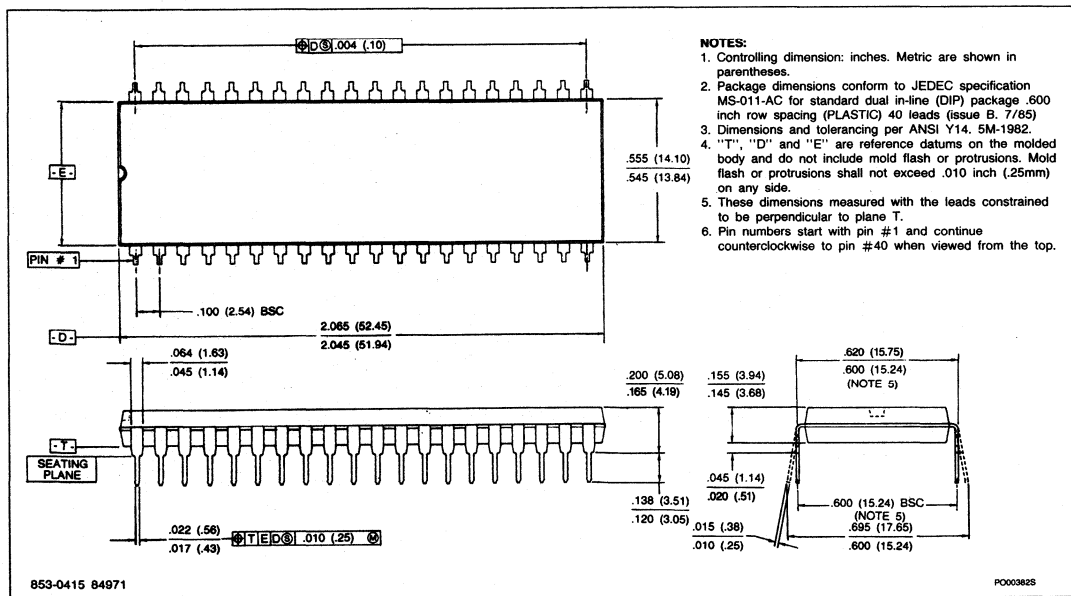 ⌖ D Ⓢ .004 (.10)
-E-
PIN # 1
.100 (2.54) BSC
-D-
2.065 (52.45)
2.045 (51.94)
.555 (14.10)
.545 (13.84)
NOTES:
1. Controlling dimension: inches. Metric are shown in
parentheses.
2. Package dimensions conform to JEDEC specification
MS-011-AC for standard dual in-line (DIP) package .600
inch row spacing (PLASTIC) 40 leads (issue B. 7/85)
3. Dimensions and tolerancing per ANSI Y14. 5M-1982.
4. "T", "D" and "E" are reference datums on the molded
body and do not include mold flash or protrusions. Mold
flash or protrusions shall not exceed .010 inch (.25mm)
on any side.
5. These dimensions measured with the leads constrained
to be perpendicular to plane T.
6. Pin numbers start with pin #1 and continue
counterclockwise to pin #40 when viewed from the top.
.064 (1.63)
.045 (1.14)
.200 (5.08)
.165 (4.19)
-T-
SEATING
PLANE
.138 (3.51)
.120 (3.05)
.022 (.56)
.017 (.43)
⌖ T E D Ⓢ .010 (.25) Ⓜ
.620 (15.75)
.600 (15.24)
(NOTE 5)
.155 (3.94)
.145 (3.68)
.045 (1.14)
.020 (.51)
.600 (15.24) BSC
(NOTE 5)
.015 (.38)
.010 (.25)
.695 (17.65)
.600 (15.24)
853-0415 84971
PO00382S